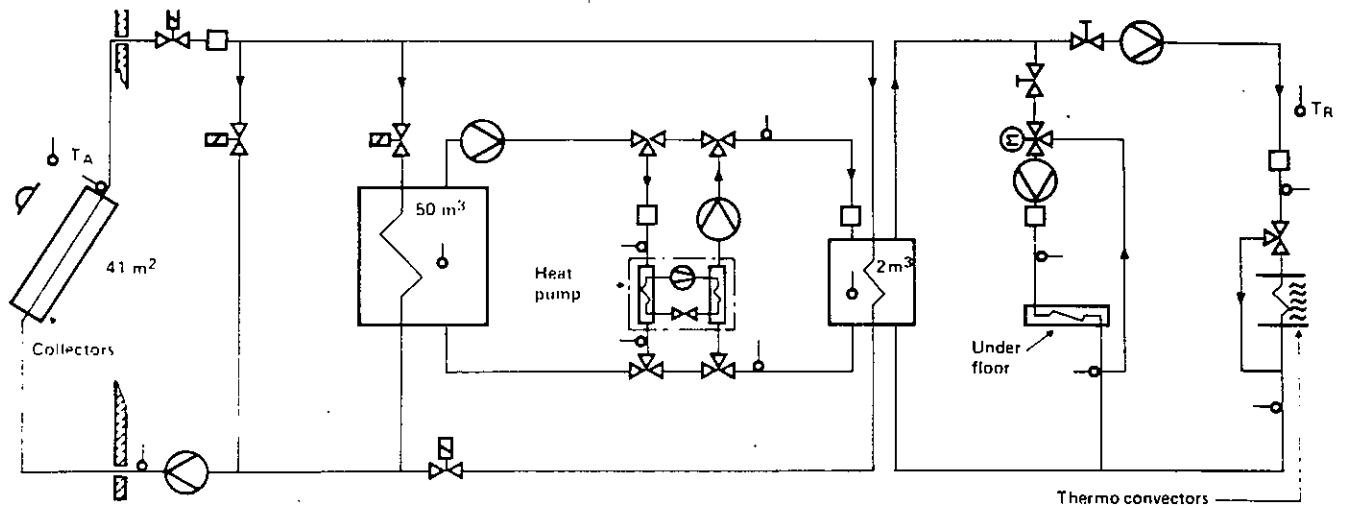 T_A
41 m²
Collectors
50 m³
Heat
pump
2 m³
M
Under
floor
T_R
Thermo convectors